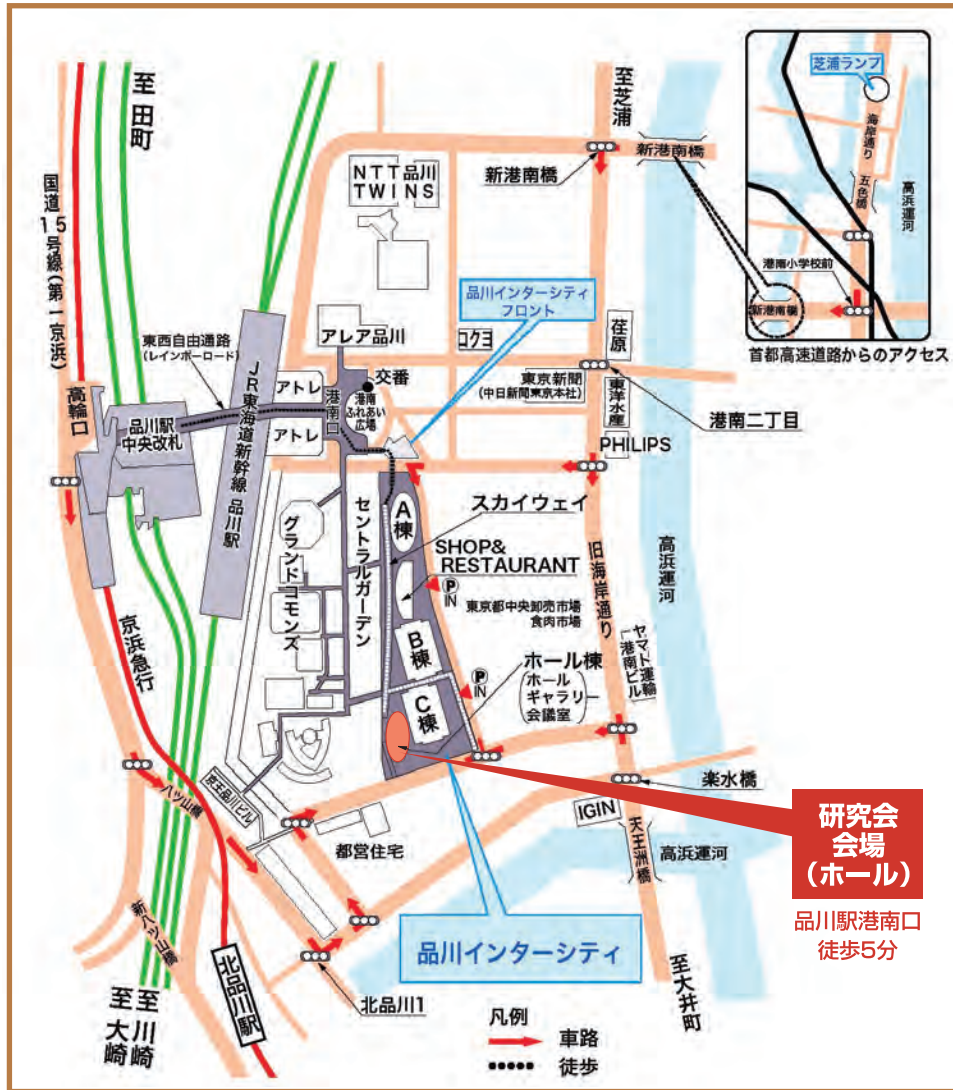 至田町
国道15号線(第一京浜)
高輪口
東西自由通路
(レインボーロード)
品川駅
中央改札
JR東海道新幹線 品川駅
アトレ
アトレ
港南口
アレア品川
交番
港南
ふれあい
広場
NTT品川
TWINS
品川インターシティ
フロント
コクヨ
東京新聞
(中日新聞東京本社)
荏原
東洋水産
PHILIPS
港南二丁目
至芝浦
新港南橋
新港南橋
芝浦ランプ
海岸通り
五色橋
高浜運河
港南小学校前
新港南橋
首都高速道路からのアクセス
A棟
スカイウェイ
SHOP&
RESTAURANT
P
IN
東京都中央卸売市場
食肉市場
B棟
ホール棟
(ホール
ギャラリー
会議室)
P
IN
C棟
セントラルガーデン
グランドコモンズ
旧海岸通り
高浜運河
ヤマト運輸
港南ビル
楽水橋
IGIN
天王洲橋
高浜運河
至大井町
京浜急行
八ツ山橋
京王品川ビル
都営住宅
新八ツ山橋
北品川駅
北品川1
至川崎
至大崎
品川インターシティ
研究会
会場
(ホール)
品川駅港南口
徒歩5分
凡例
車路
徒歩